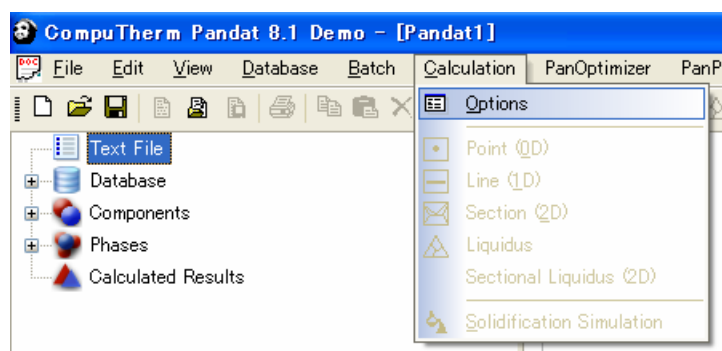 CompuTherm Pandat 8.1 Demo - [Pandat1]
File Edit View Database Batch Calculation PanOptimizer PanP
Options
Text File
Point (0D)
Database
Line (1D)
Components
Section (2D)
Phases
Liquidus
Calculated Results
Sectional Liquidus (2D)
Solidification Simulation